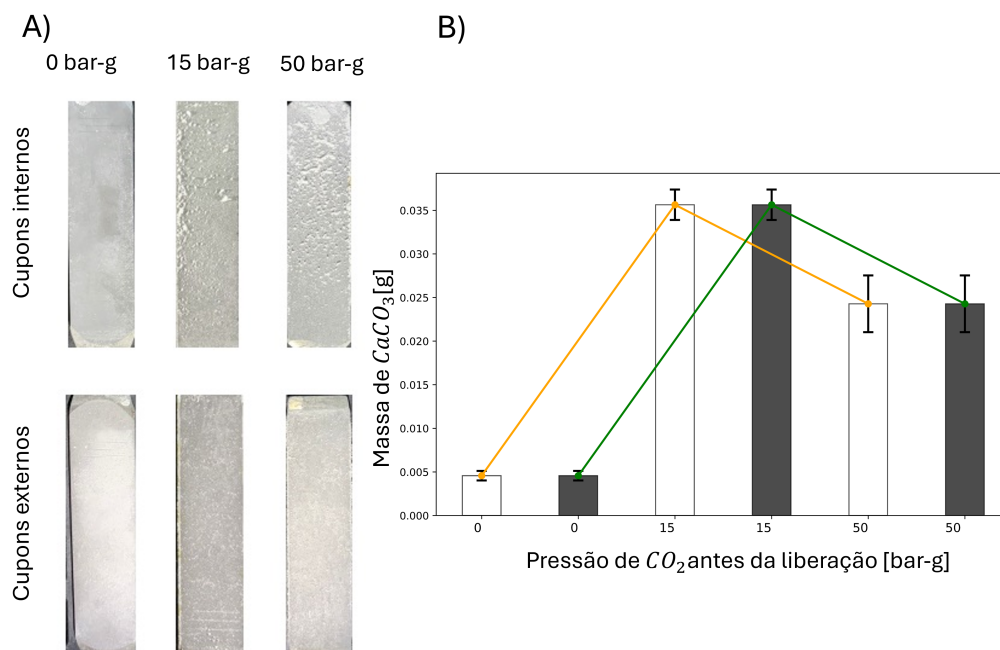 A)
B)
0 bar-g
15 bar-g
50 bar-g
Cupons internos
Cupons externos
Massa de CaCO₃[g]
0.035
0.030
0.025
0.020
0.015
0.010
0.005
0.000
0
0
15
15
50
50
Pressão de CO₂antes da liberação [bar-g]